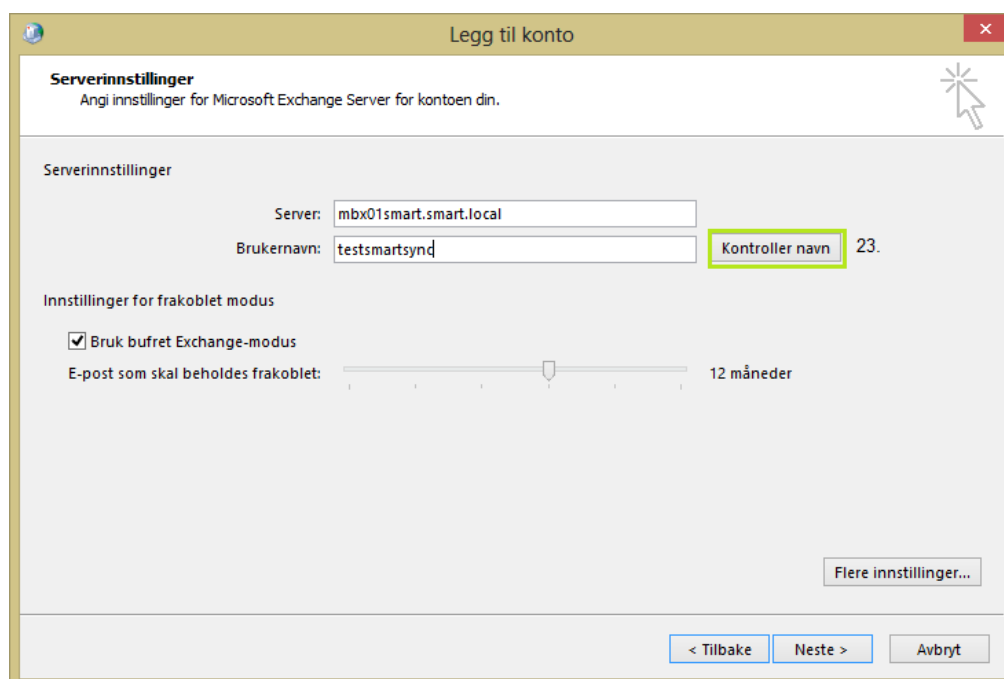 Legg til konto
Serverinnstillinger
Angi innstillinger for Microsoft Exchange Server for kontoen din.
Serverinnstillinger
Server: mbx01smart.smart.local
Brukernavn: testsmartsync Kontroller navn 23.
Innstillinger for frakoblet modus
Bruk bufret Exchange-modus
E-post som skal beholdes frakoblet: 12 måneder
Flere innstillinger...
< Tilbake Neste > Avbryt